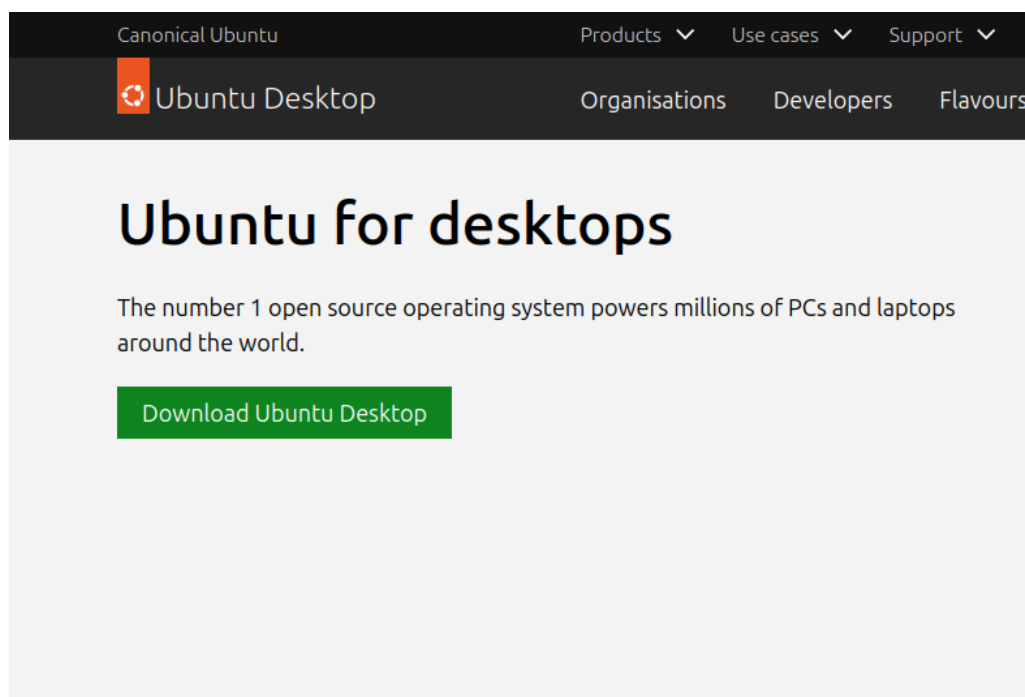 Canonical Ubuntu Products Use cases Support
Ubuntu Desktop Organisations Developers Flavours
Ubuntu for desktops
The number 1 open source operating system powers millions of PCs and laptops
around the world.
Download Ubuntu Desktop